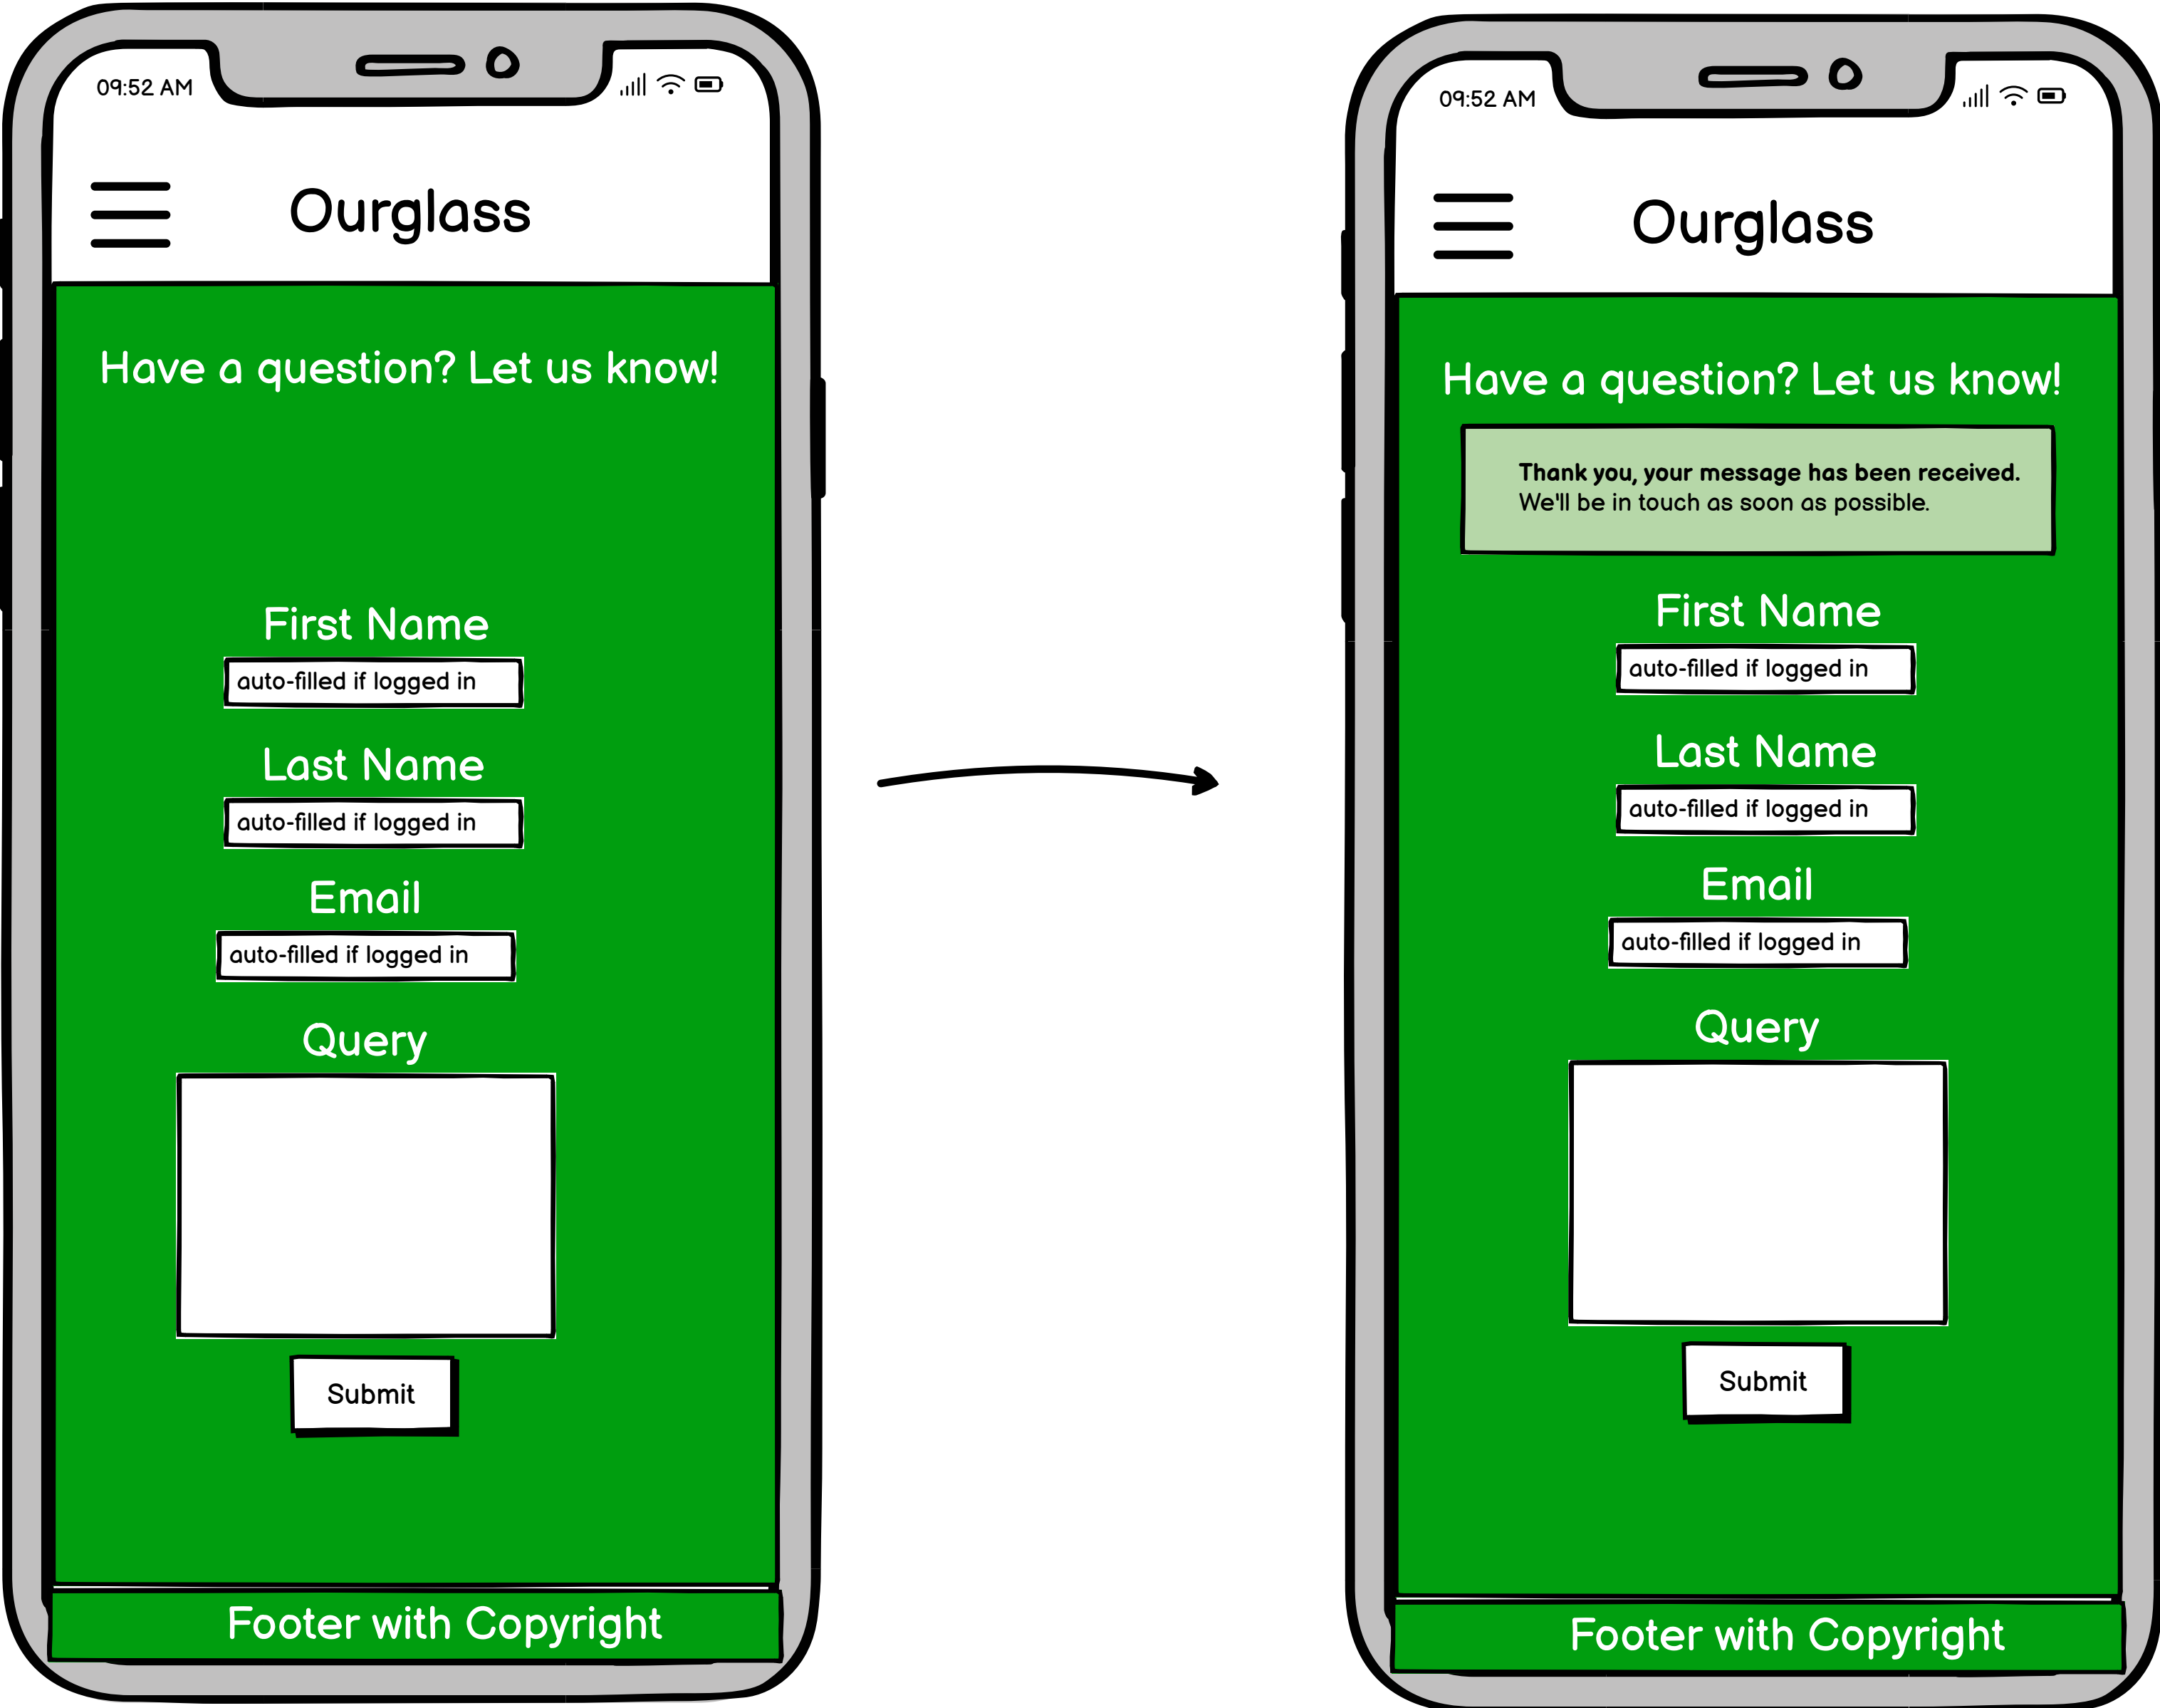 09:52 AM
Ourglass
Have a question? Let us know!
First Name
auto-filled if logged in
Last Name
auto-filled if logged in
Email
auto-filled if logged in
Query
Submit
Footer with Copyright
09:52 AM
Ourglass
Have a question? Let us know!
Thank you, your message has been received.
We'll be in touch as soon as possible.
First Name
auto-filled if logged in
Last Name
auto-filled if logged in
Email
auto-filled if logged in
Query
Submit
Footer with Copyright